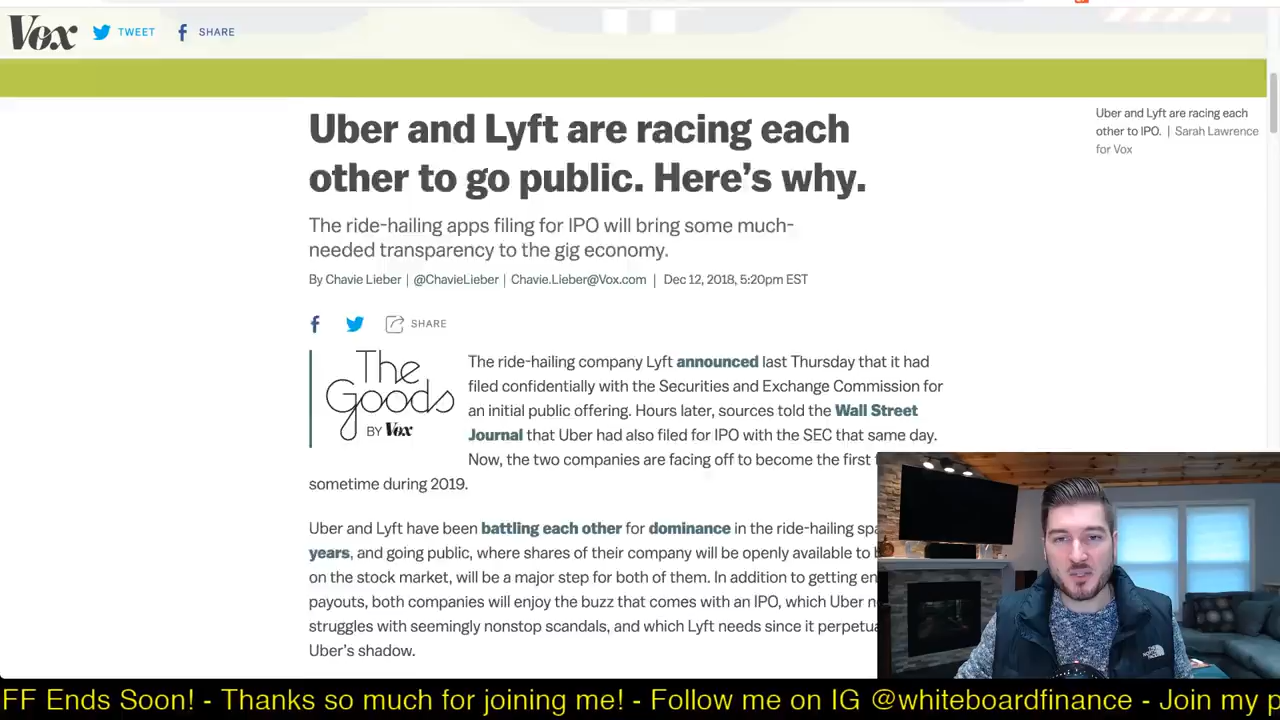 Vox TWEET SHARE
Uber and Lyft are racing each
other to go public. Here's why.
Uber and Lyft are racing each
other to IPO. | Sarah Lawrence
for Vox
The ride-hailing apps filing for IPO will bring some much-
needed transparency to the gig economy.
By Chavie Lieber | @ChavieLieber | Chavie.Lieber@Vox.com | Dec 12, 2018, 5:20pm EST
SHARE
The
Goods
BY Vox
The ride-hailing company Lyft announced last Thursday that it had
filed confidentially with the Securities and Exchange Commission for
an initial public offering. Hours later, sources told the Wall Street
Journal that Uber had also filed for IPO with the SEC that same day.
Now, the two companies are facing off to become the first
sometime during 2019.
Uber and Lyft have been battling each other for dominance in the ride-hailing
years, and going public, where shares of their company will be openly available to
on the stock market, will be a major step for both of them. In addition to getting
payouts, both companies will enjoy the buzz that comes with an IPO, which Uber
struggles with seemingly nonstop scandals, and which Lyft needs since it
Uber's shadow.
FF Ends Soon! - Thanks so much for joining me! - Follow me on IG @whiteboardfinance - Join my